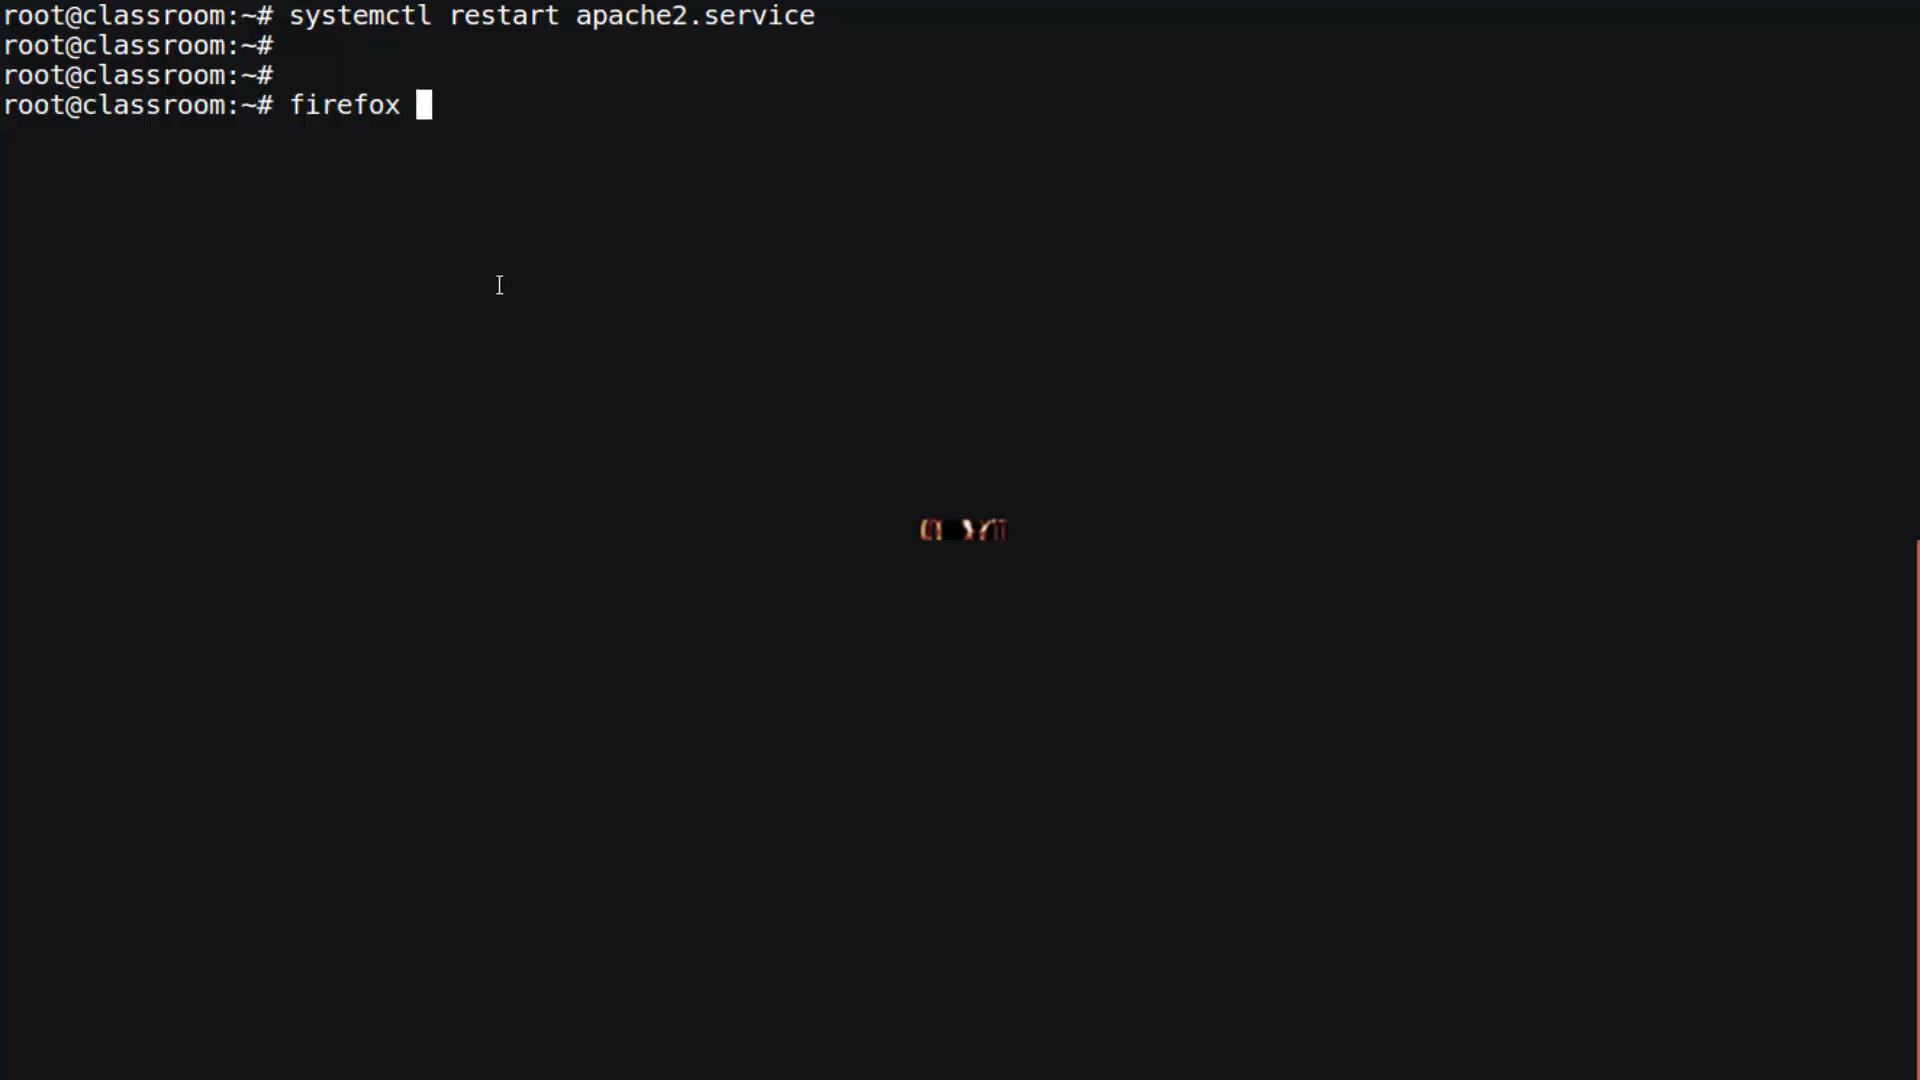 root@classroom:~# systemctl restart apache2.service
root@classroom:~#
root@classroom:~#
root@classroom:~# firefox